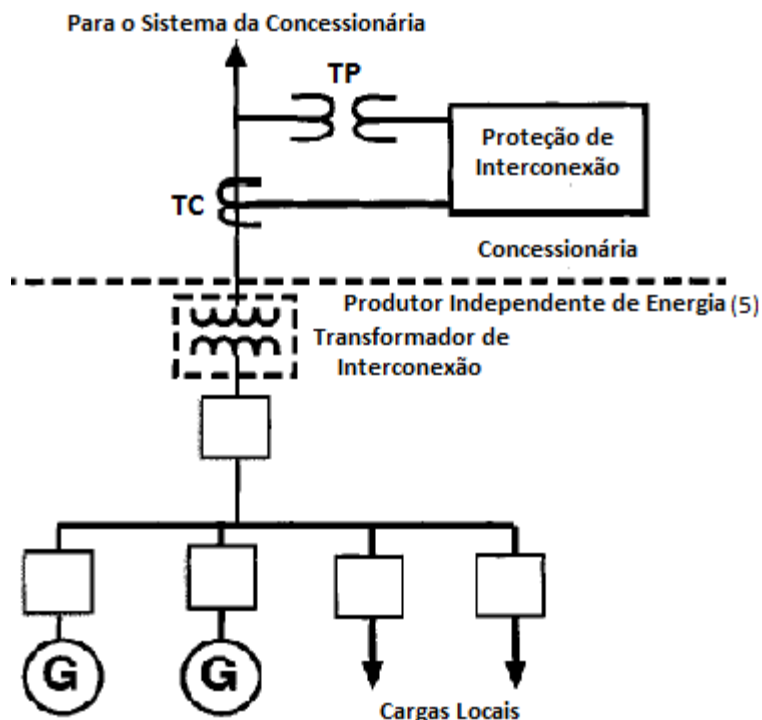 Para o Sistema da Concessionária
TP
Proteção de
Interconexão
TC
Concessionária
Produtor Independente de Energia (5)
Transformador de
Interconexão
G
G
Cargas Locais